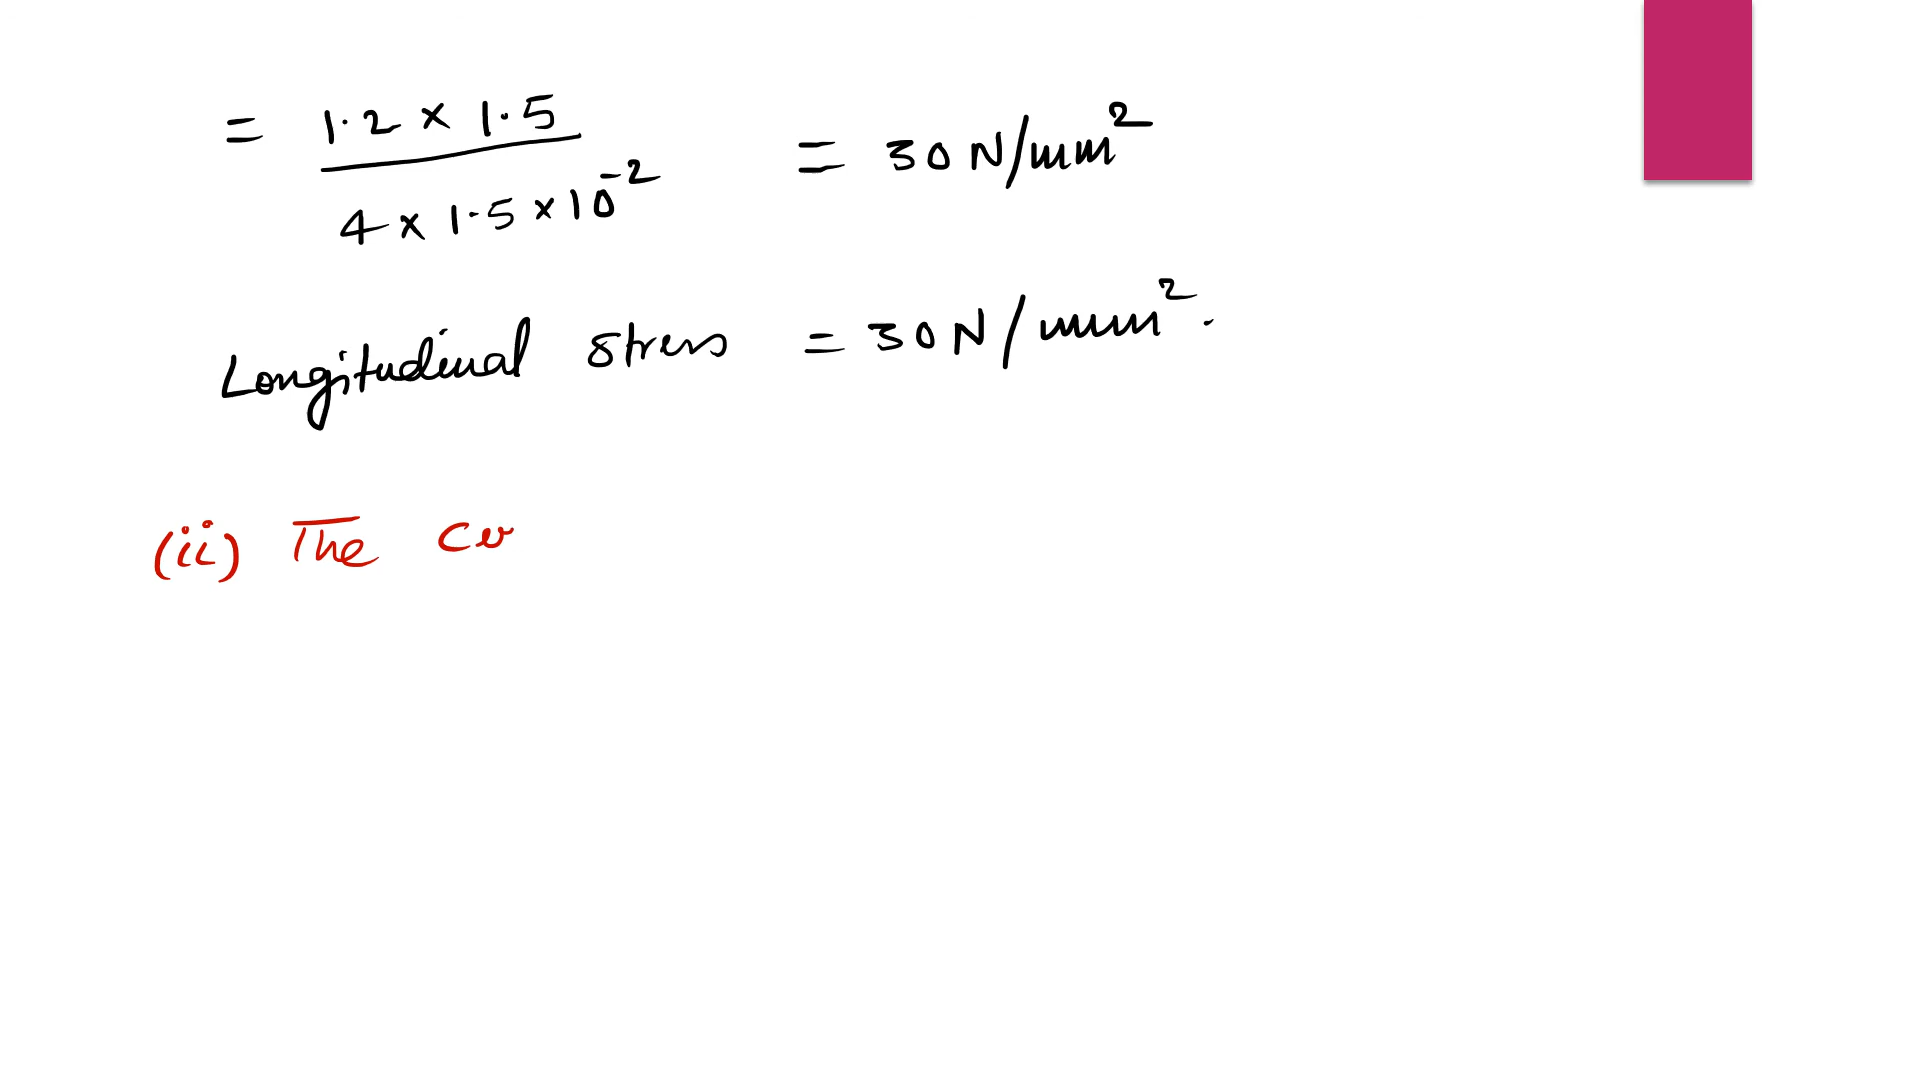 = 1.2 × 1.5 / 4 × 1.5 × 10⁻² = 30 N/mm²
Longitudinal stress = 30 N/mm².
(ii) The